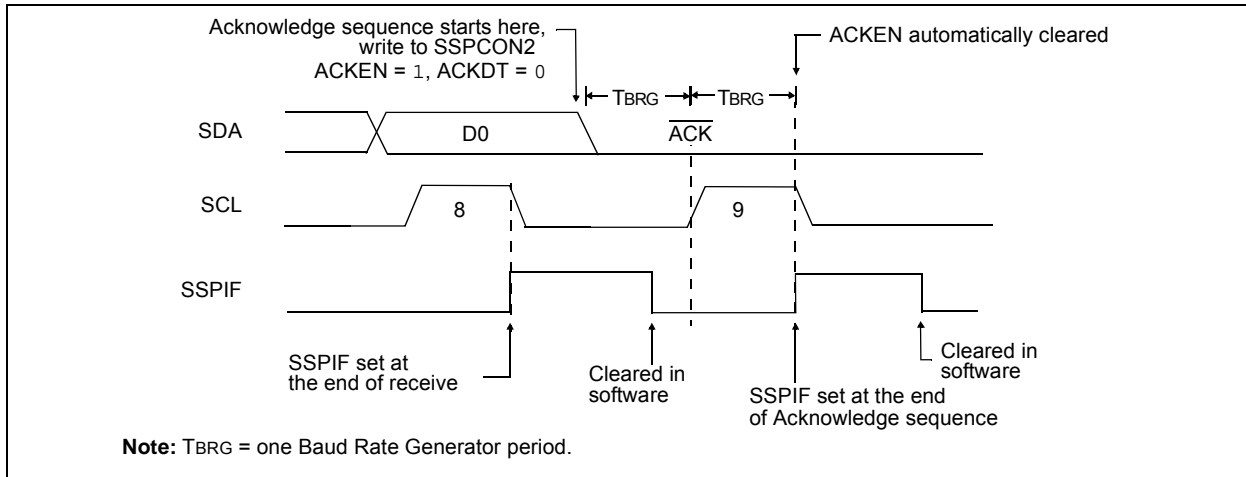 Acknowledge sequence starts here,
write to SSPCON2
ACKEN = 1, ACKDT = 0
ACKEN automatically cleared
TBRG
TBRG
SDA
D0
ACK
SCL
8
9
SSPIF
SSPIF set at
the end of receive
Cleared in
software
SSPIF set at the end
of Acknowledge sequence
Cleared in
software
Note: TBRG = one Baud Rate Generator period.